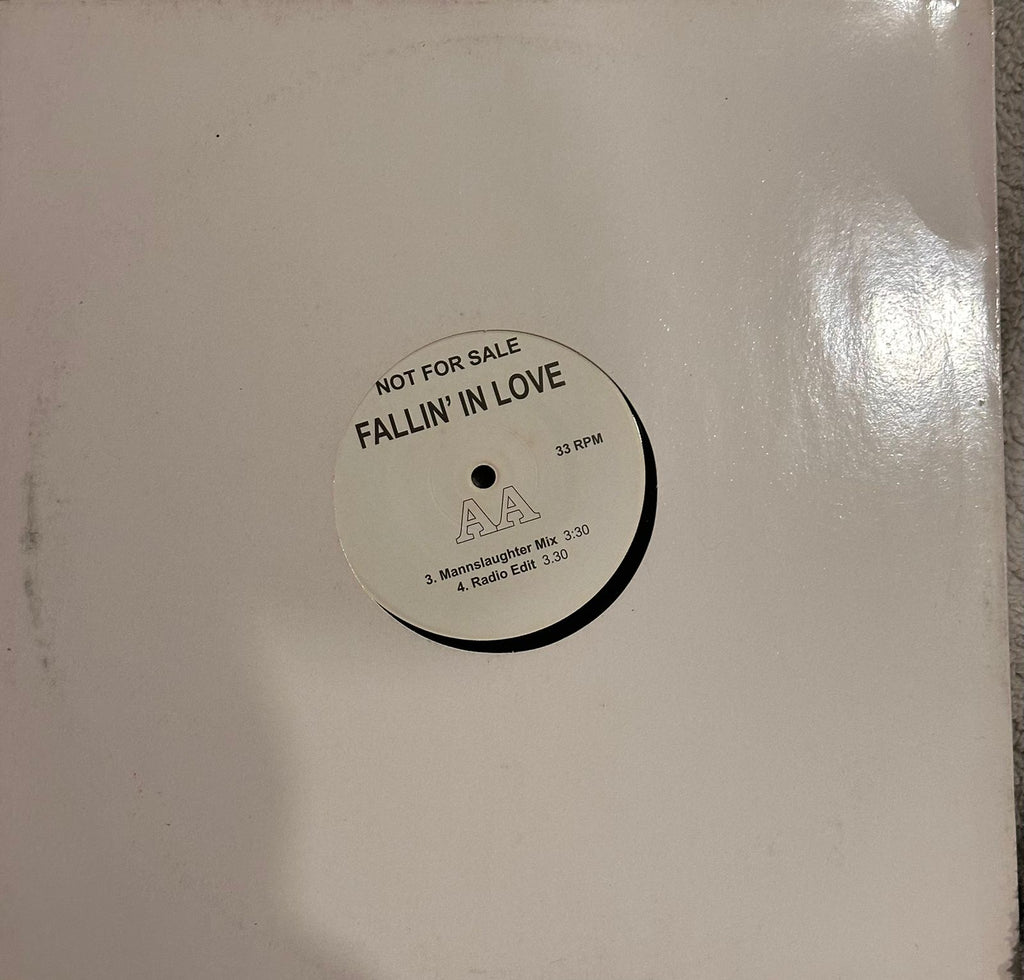 NOT FOR SALE
FALLIN' IN LOVE
33 RPM
AA
3. Mannslaughter Mix 3:30
4. Radio Edit 3.30